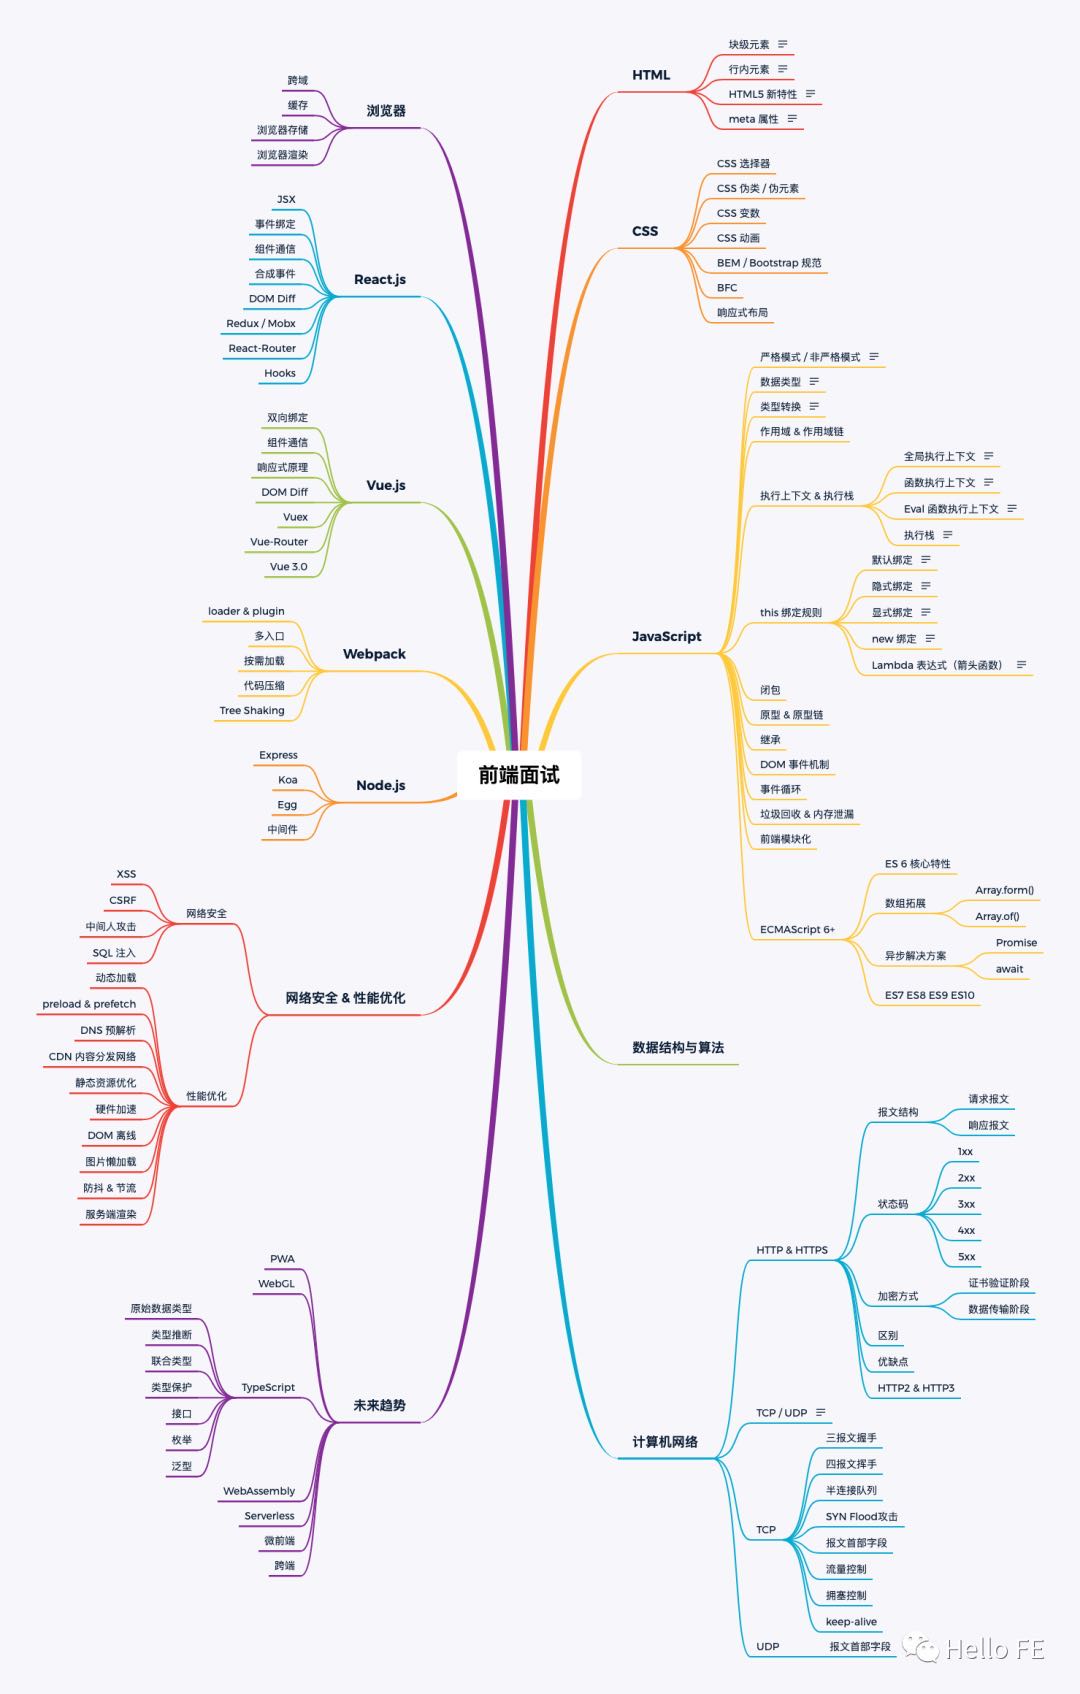 前端面试
HTML
块级元素
行内元素
HTML5 新特性
meta 属性
CSS
CSS 选择器
CSS 伪类 / 伪元素
CSS 变数
CSS 动画
BEM / Bootstrap 规范
BFC
响应式布局
JavaScript
严格模式 / 非严格模式
数据类型
类型转换
作用域 & 作用域链
执行上下文 & 执行栈
全局执行上下文
函数执行上下文
Eval 函数执行上下文
执行栈
this 绑定规则
默认绑定
隐式绑定
显式绑定
new 绑定
Lambda 表达式（箭头函数）
闭包
原型 & 原型链
继承
DOM 事件机制
事件循环
垃圾回收 & 内存泄漏
前端模块化
ECMAScript 6+
ES 6 核心特性
数组拓展
Array.form()
Array.of()
异步解决方案
Promise
await
ES7 ES8 ES9 ES10
数据结构与算法
计算机网络
HTTP & HTTPS
报文结构
请求报文
响应报文
状态码
1xx
2xx
3xx
4xx
5xx
加密方式
证书验证阶段
数据传输阶段
区别
优缺点
HTTP2 & HTTP3
TCP / UDP
TCP
三报文握手
四报文挥手
半连接队列
SYN Flood攻击
报文首部字段
流量控制
拥塞控制
keep-alive
UDP
报文首部字段
浏览器
跨域
缓存
浏览器存储
浏览器渲染
React.js
JSX
事件绑定
组件通信
合成事件
DOM Diff
Redux / Mobx
React-Router
Hooks
Vue.js
双向绑定
组件通信
响应式原理
DOM Diff
Vuex
Vue-Router
Vue 3.0
Webpack
loader & plugin
多入口
按需加载
代码压缩
Tree Shaking
Node.js
Express
Koa
Egg
中间件
网络安全 & 性能优化
网络安全
XSS
CSRF
中间人攻击
SQL 注入
性能优化
动态加载
preload & prefetch
DNS 预解析
CDN 内容分发网络
静态资源优化
硬件加速
DOM 离线
图片懒加载
防抖 & 节流
服务端渲染
未来趋势
PWA
WebGL
TypeScript
原始数据类型
类型推断
联合类型
类型保护
接口
枚举
泛型
WebAssembly
Serverless
微前端
跨端
Hello FE